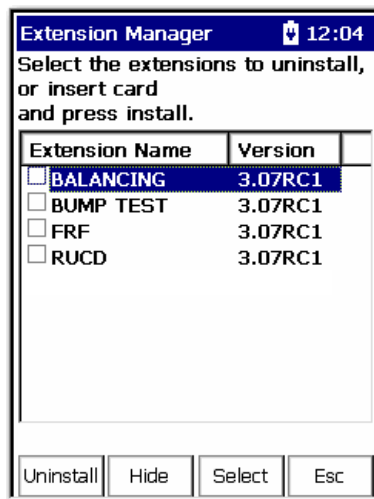 Extension Manager 12:04
Select the extensions to uninstall,
or insert card
and press install.
Extension Name Version
BALANCING 3.07RC1
BUMP TEST 3.07RC1
FRF 3.07RC1
RUCD 3.07RC1
Uninstall Hide Select Esc